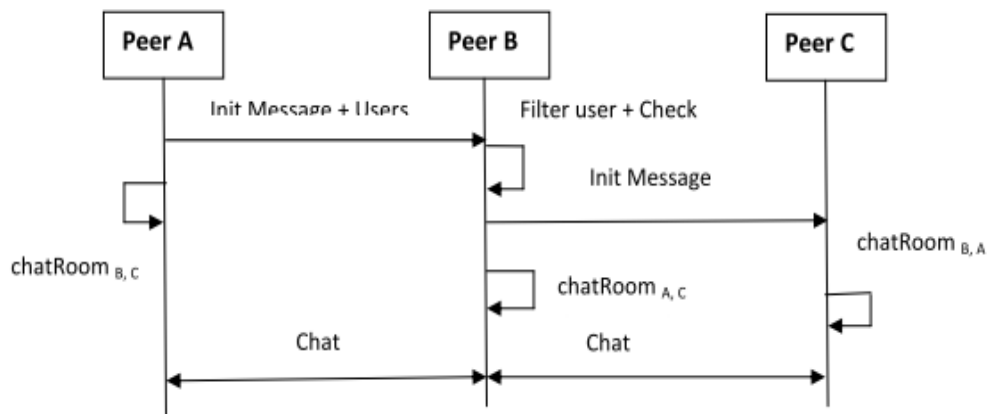 Peer A
Peer B
Peer C
Init Message + Users
Filter user + Check
Init Message
chatRoom B, C
chatRoom A, C
chatRoom B, A
Chat
Chat